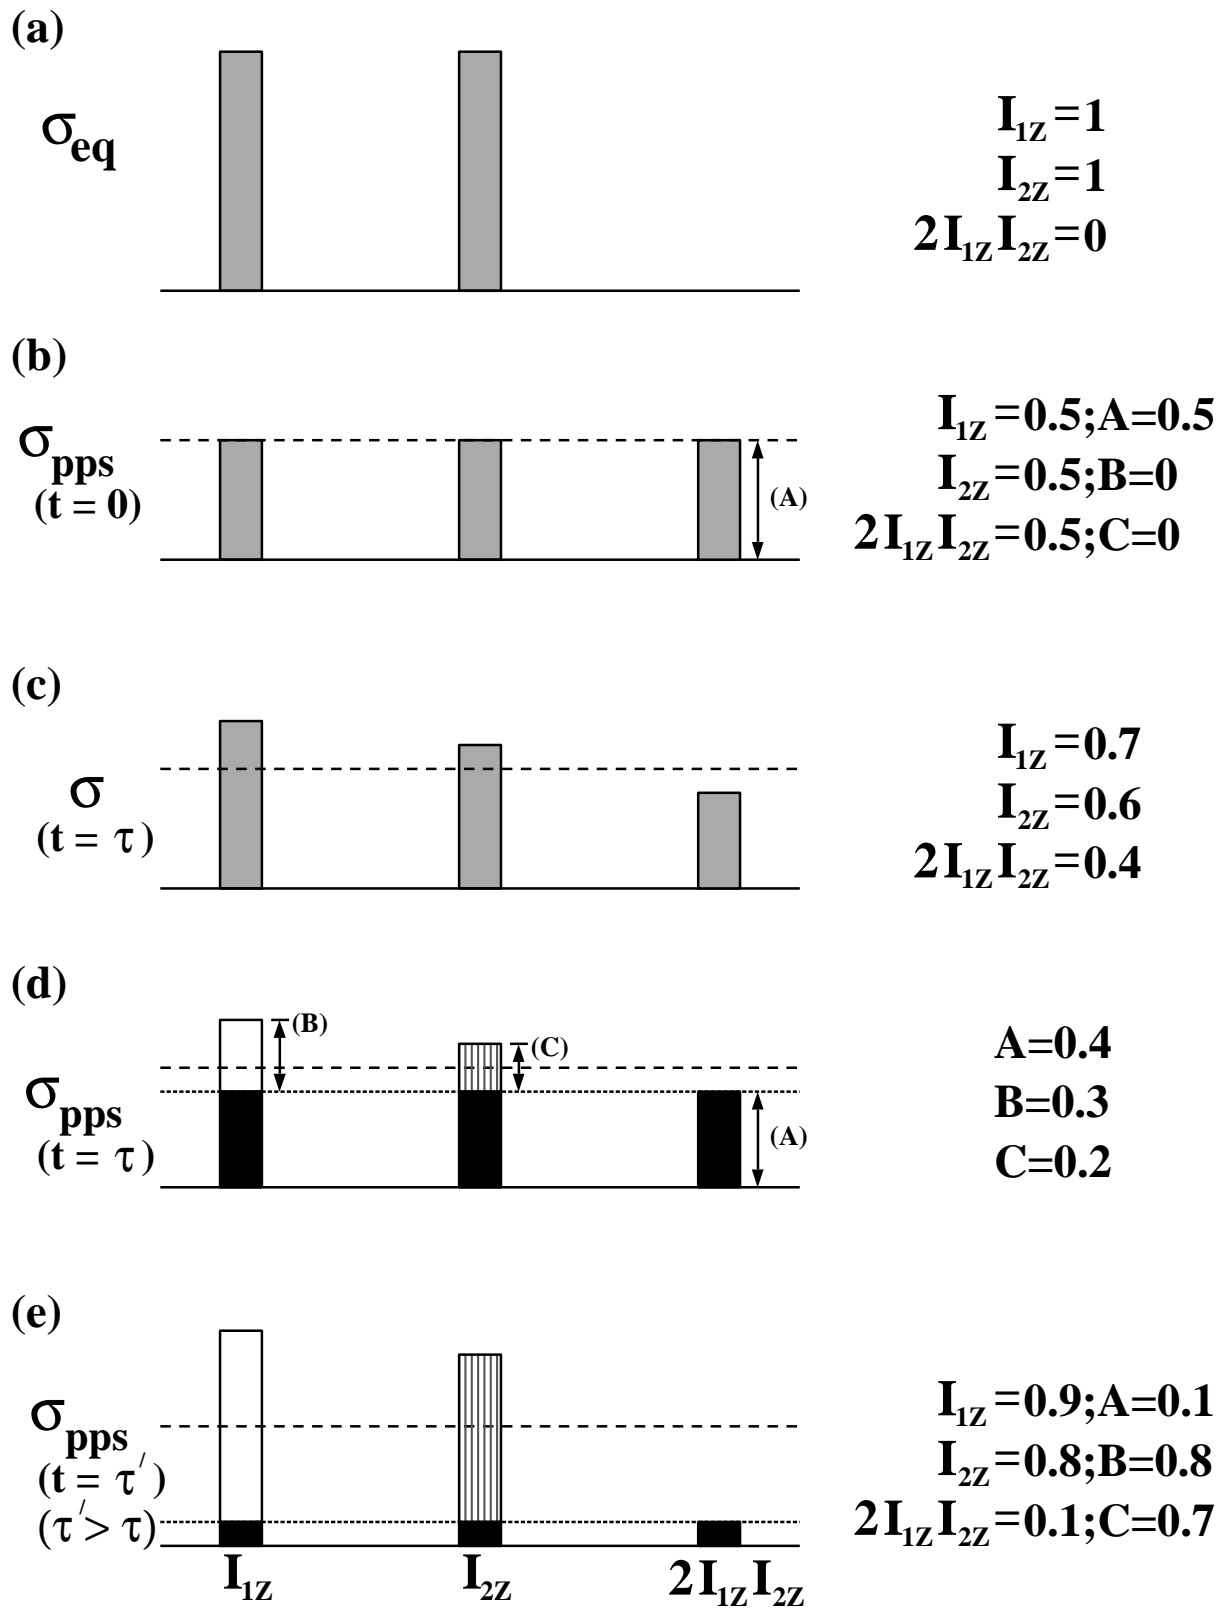 (a)
σeq
I1Z=1
I2Z=1
2I1ZI2Z=0
(b)
σpps
(t = 0)
(A)
I1Z=0.5;A=0.5
I2Z=0.5;B=0
2I1ZI2Z=0.5;C=0
(c)
σ
(t = τ)
I1Z=0.7
I2Z=0.6
2I1ZI2Z=0.4
(d)
σpps
(t = τ)
(B)
(C)
(A)
A=0.4
B=0.3
C=0.2
(e)
σpps
(t = τ′)
(τ′> τ)
I1Z=0.9;A=0.1
I2Z=0.8;B=0.8
2I1ZI2Z=0.1;C=0.7
I1Z I2Z 2I1ZI2Z